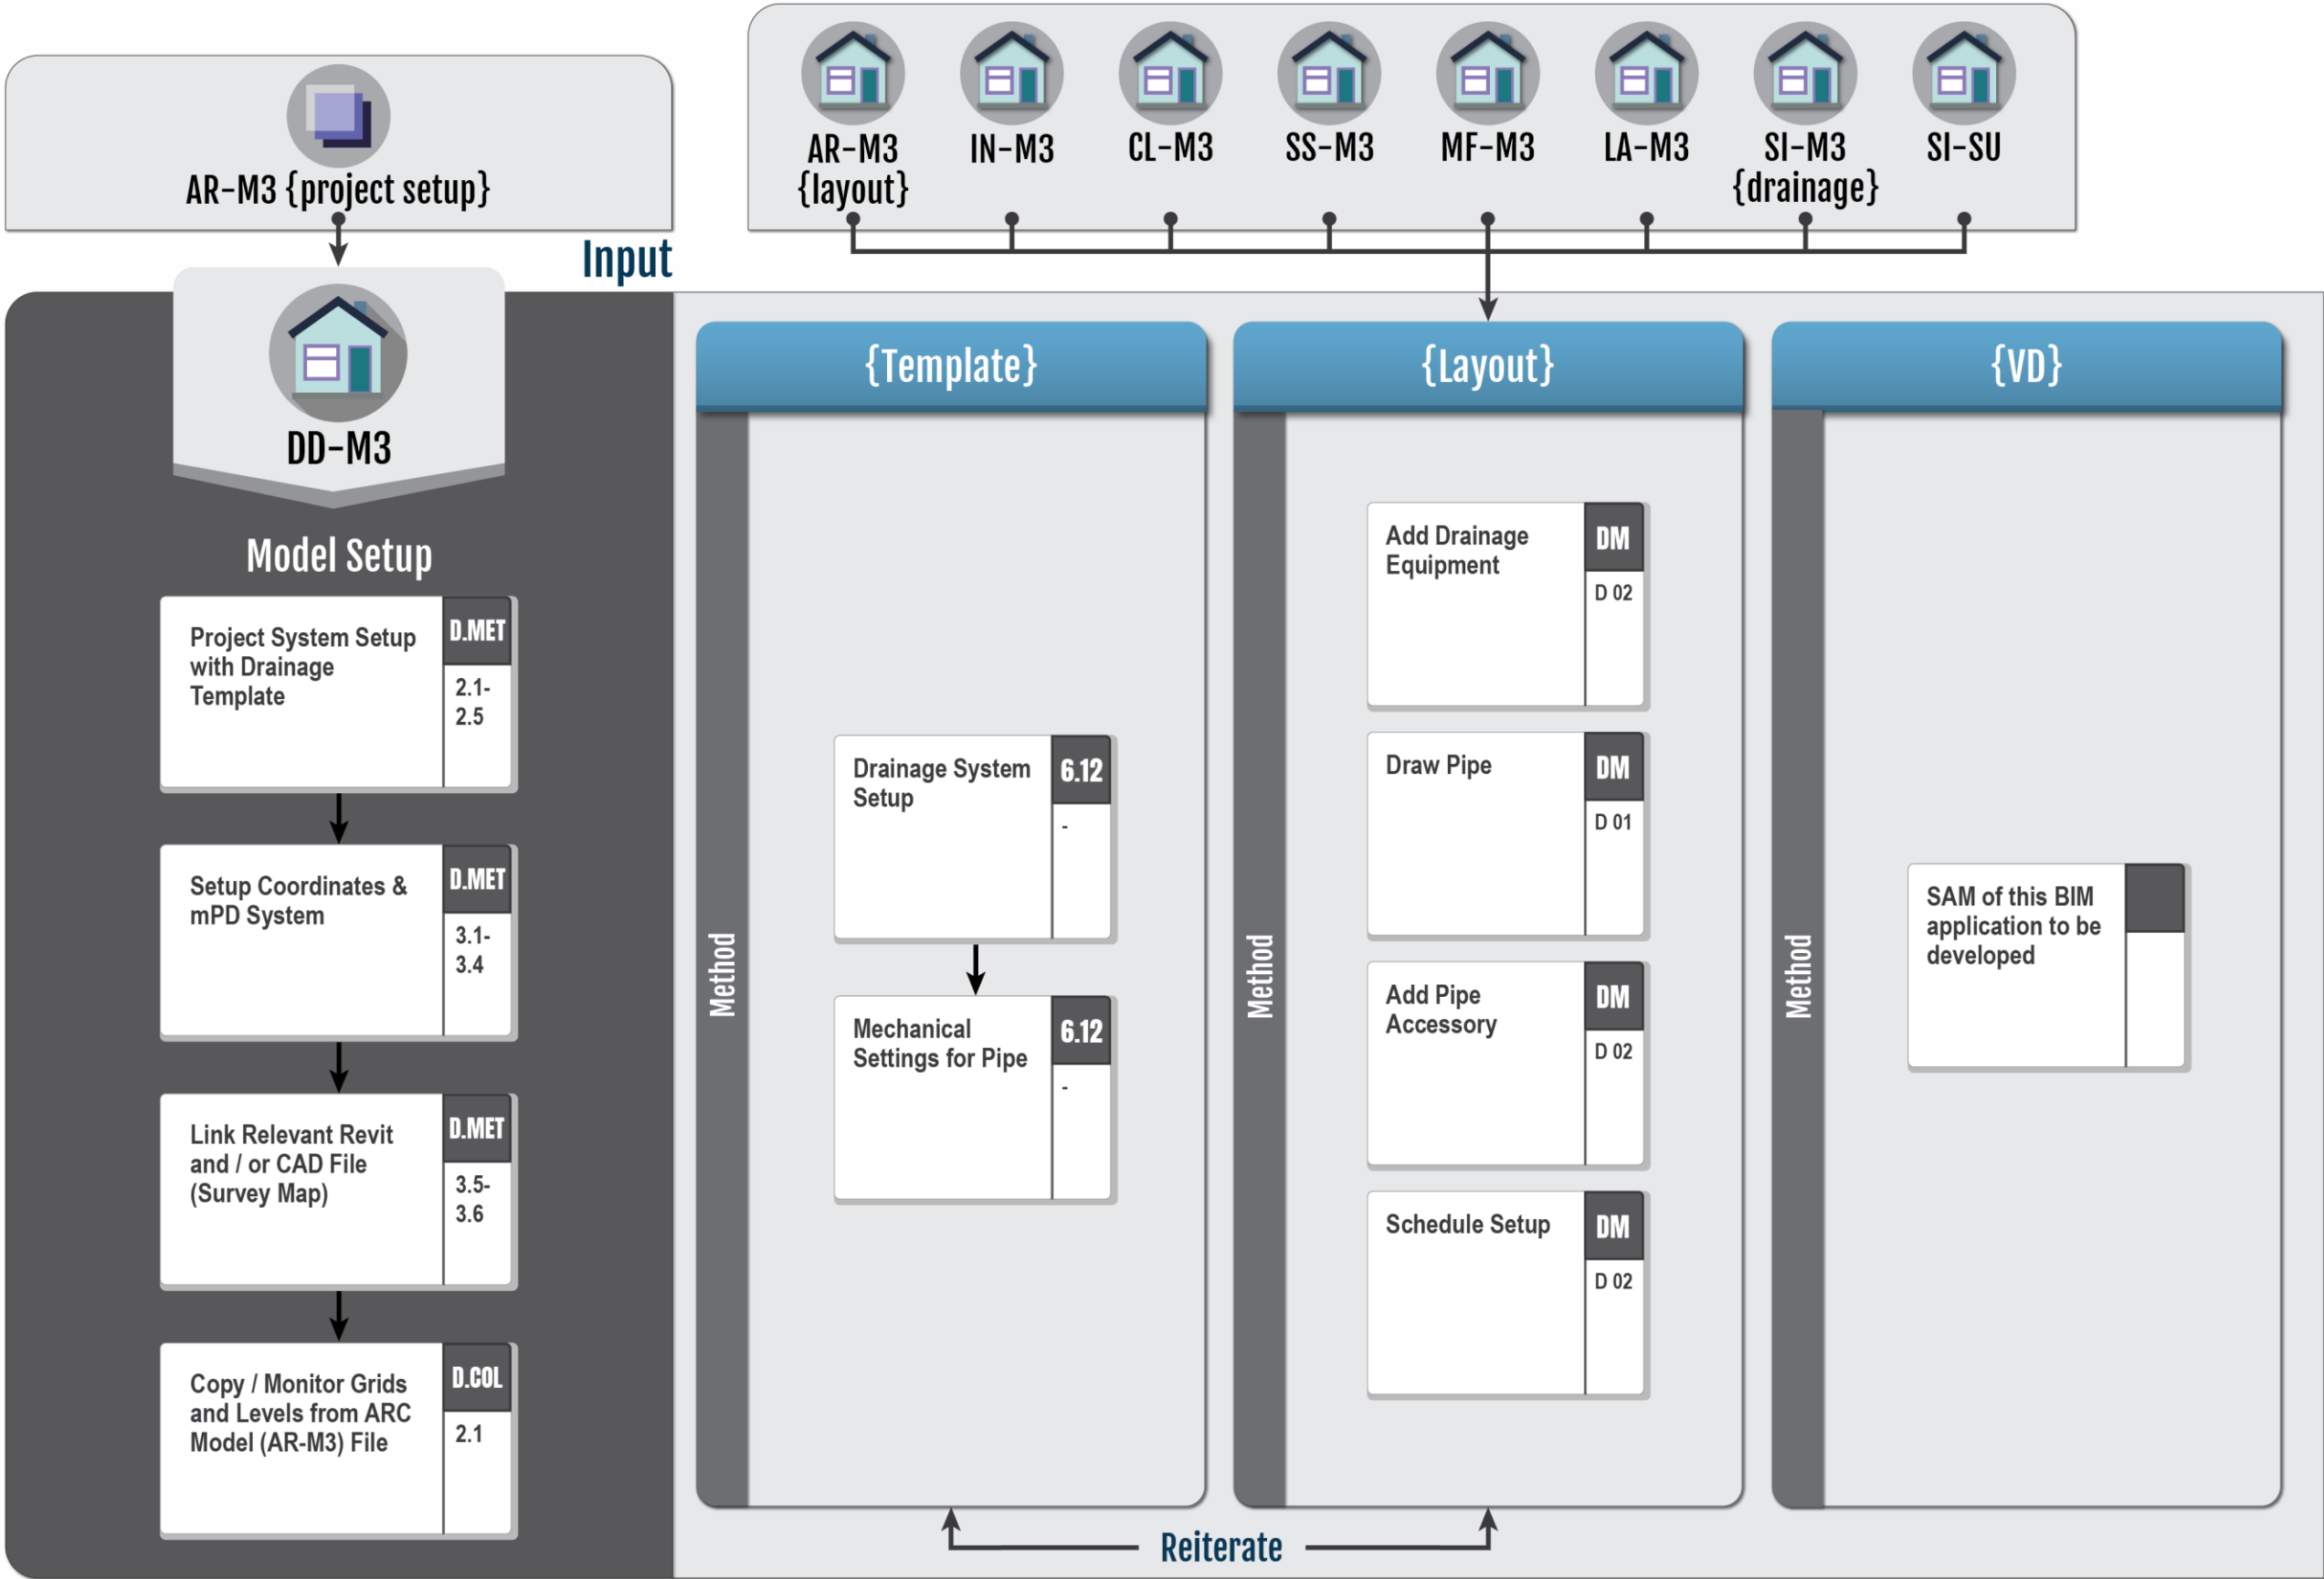 AR-M3 {project setup}
Input
AR-M3
{layout}
IN-M3
CL-M3
SS-M3
MF-M3
LA-M3
SI-M3
{drainage}
SI-SU
DD-M3
Model Setup
Project System Setup
with Drainage
Template
D.MET
2.1-
2.5
Setup Coordinates &
mPD System
D.MET
3.1-
3.4
Link Relevant Revit
and / or CAD File
(Survey Map)
D.MET
3.5-
3.6
Copy / Monitor Grids
and Levels from ARC
Model (AR-M3) File
D.COL
2.1
{Template}
Method
Drainage System
Setup
6.12
-
Mechanical
Settings for Pipe
6.12
-
{Layout}
Method
Add Drainage
Equipment
DM
D 02
Draw Pipe
DM
D 01
Add Pipe
Accessory
DM
D 02
Schedule Setup
DM
D 02
{VD}
Method
SAM of this BIM
application to be
developed
Reiterate